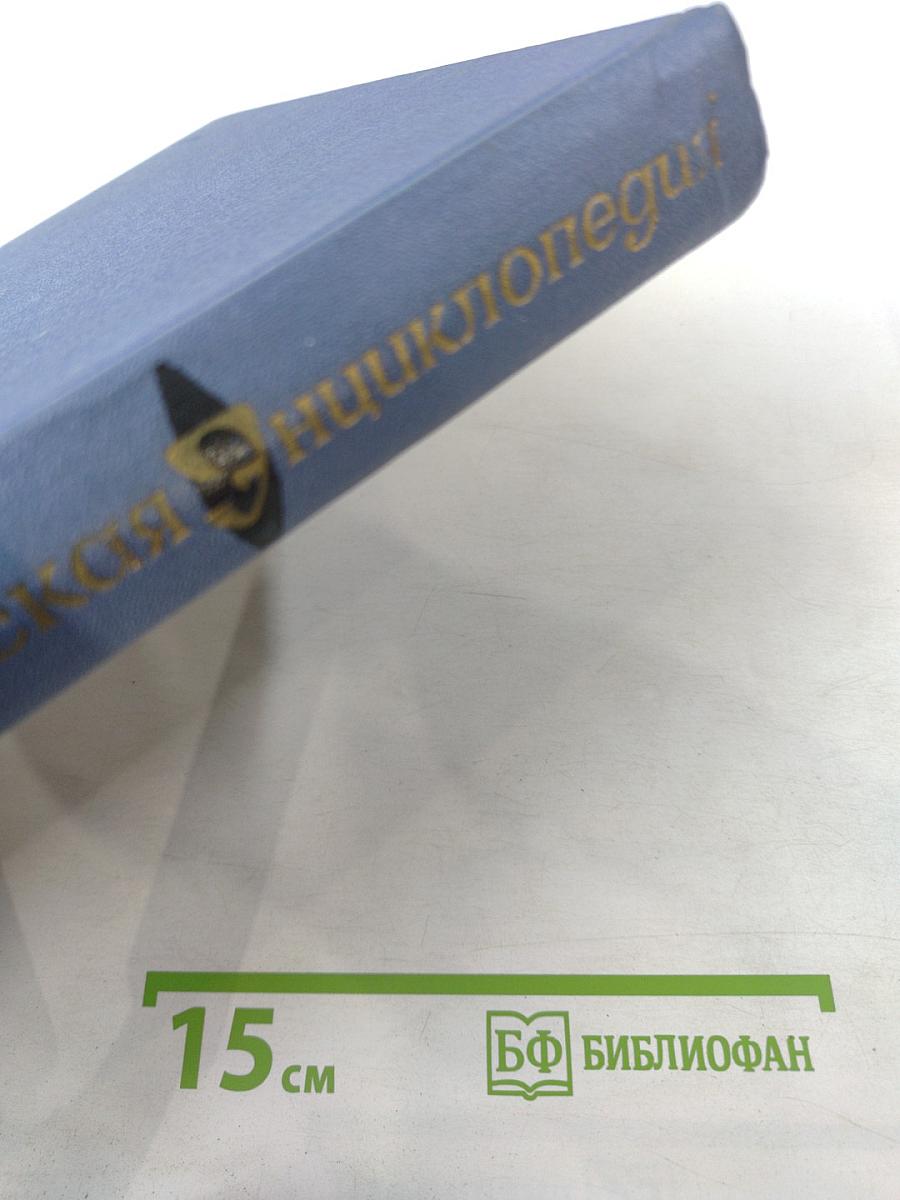 ская Энциклопедия
15 см
БФ БИБЛИОФАН